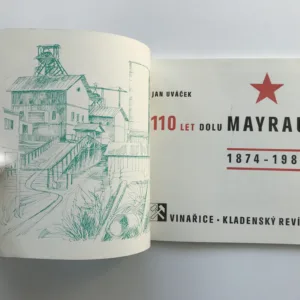 JAN UVÁČEK
110 LET DOLU MAYRAU
1874-198
VINAŘICE • KLADENSKÝ REVÍ